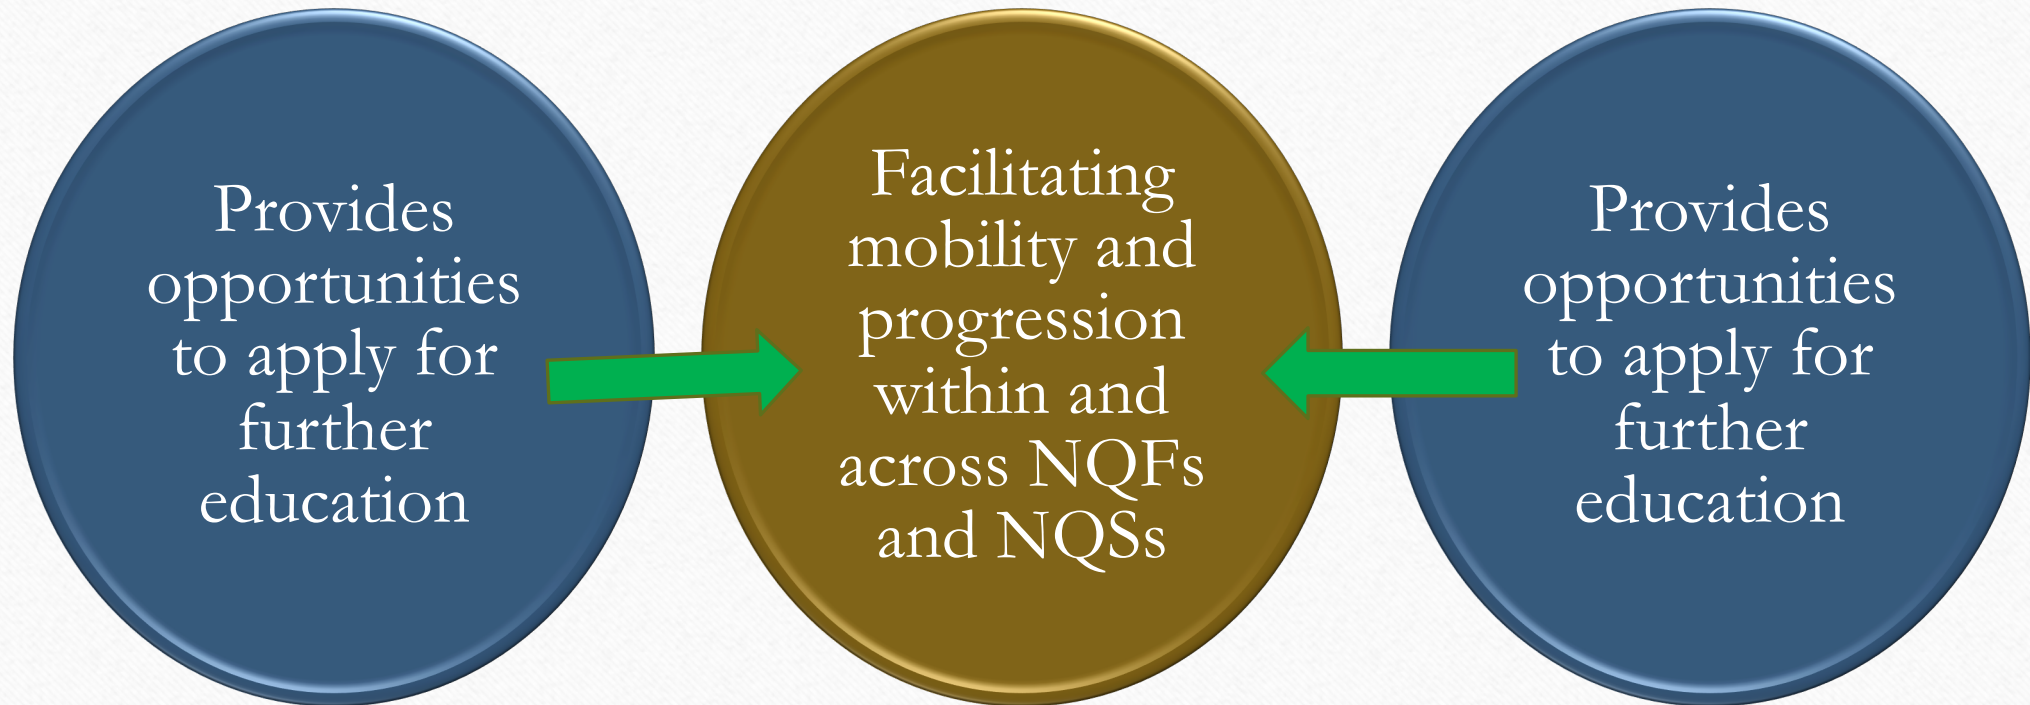 Provides
opportunities
to apply for
further
education
Facilitating
mobility and
progression
within and
across NQFs
and NQSs
Provides
opportunities
to apply for
further
education